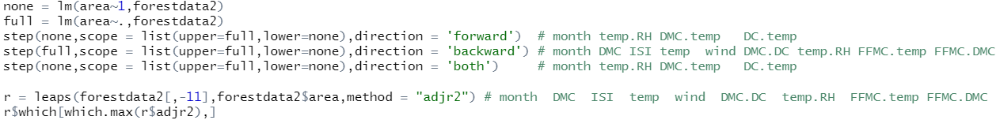 none = lm(area~1,forestdata2)
full = lm(area~.,forestdata2)
step(none,scope = list(upper=full,lower=none),direction = 'forward')  # month temp.RH DMC.temp   DC.temp
step(full,scope = list(upper=full,lower=none),direction = 'backward') # month DMC ISI temp  wind DMC.DC temp.RH FFMC.temp FFMC.DMC
step(none,scope = list(upper=full,lower=none),direction = 'both')     # month temp.RH DMC.temp   DC.temp
r = leaps(forestdata2[,-11],forestdata2$area,method = "adjr2") # month  DMC  ISI  temp  wind  DMC.DC  temp.RH  FFMC.temp FFMC.DMC
r$which[which.max(r$adjr2),]